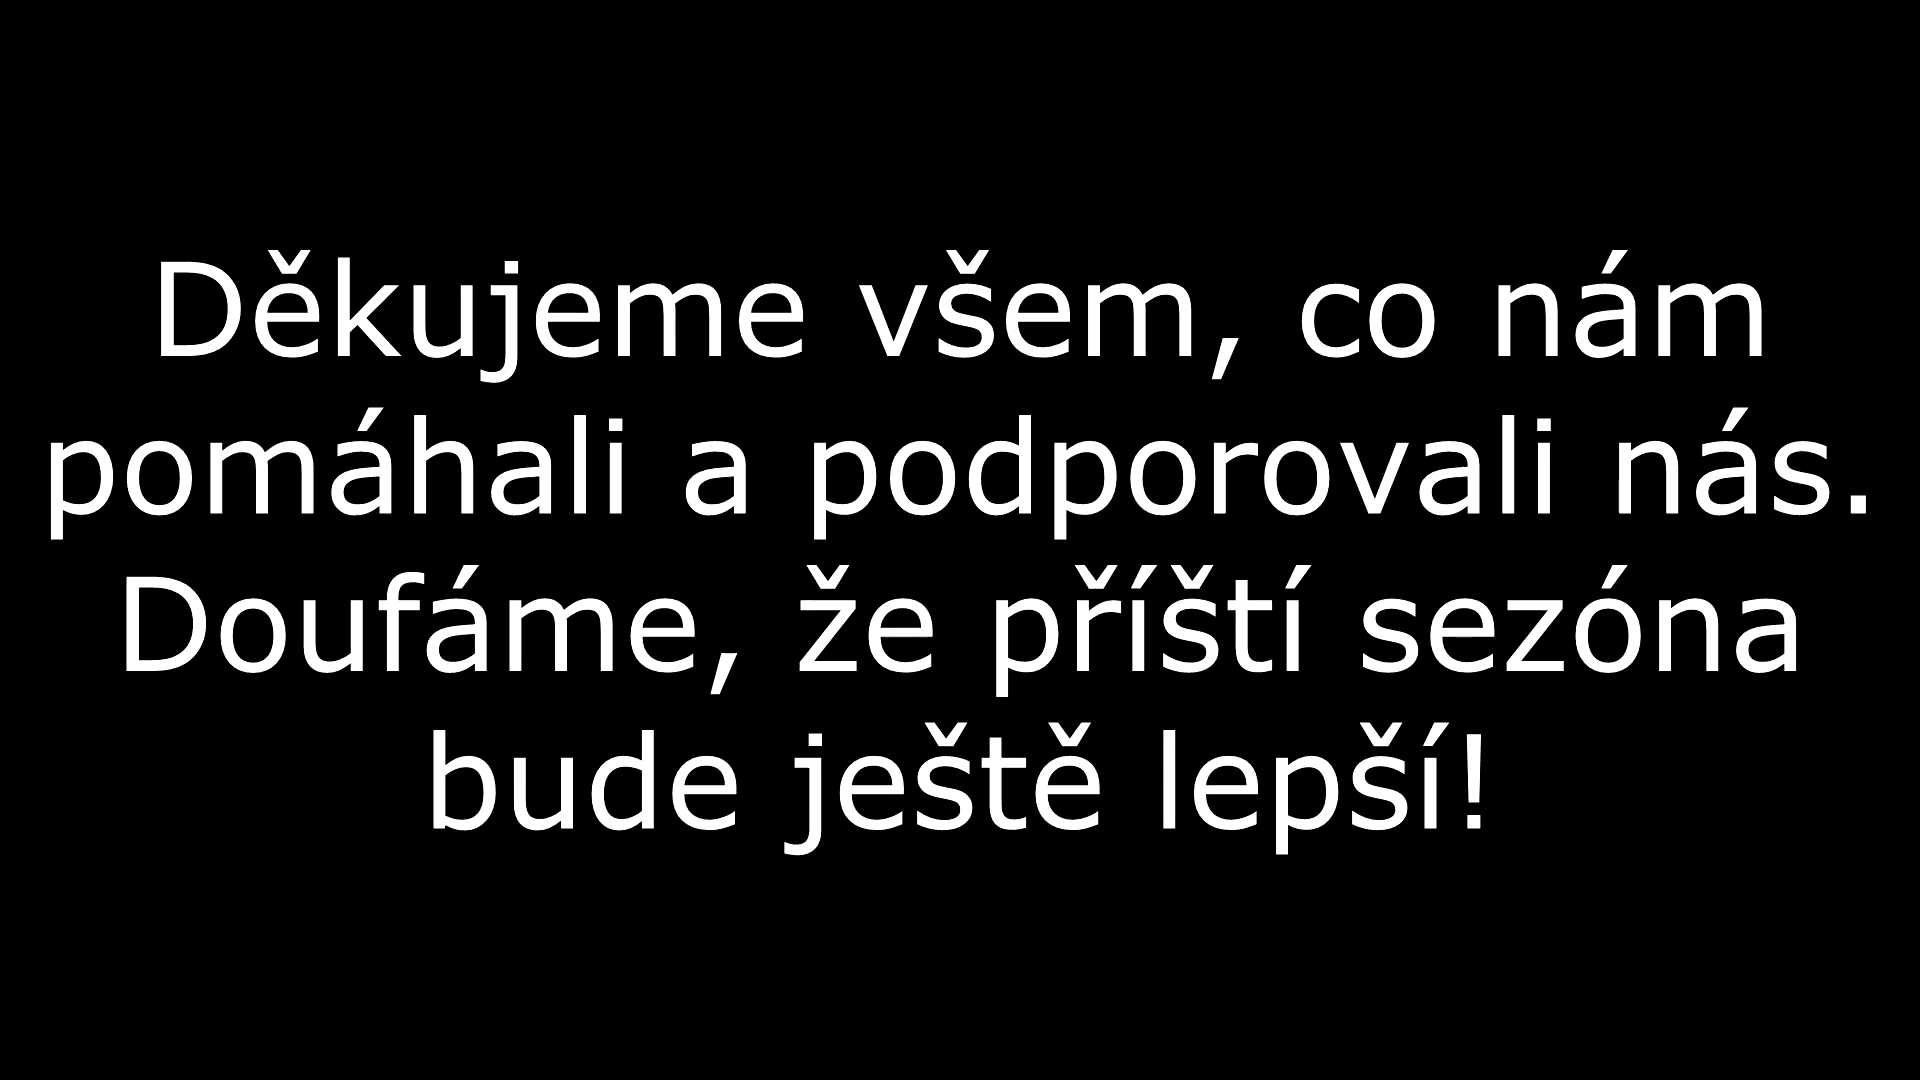 Děkujeme všem, co nám
pomáhali a podporovali nás.
Doufáme, že příští sezóna
bude ještě lepší!